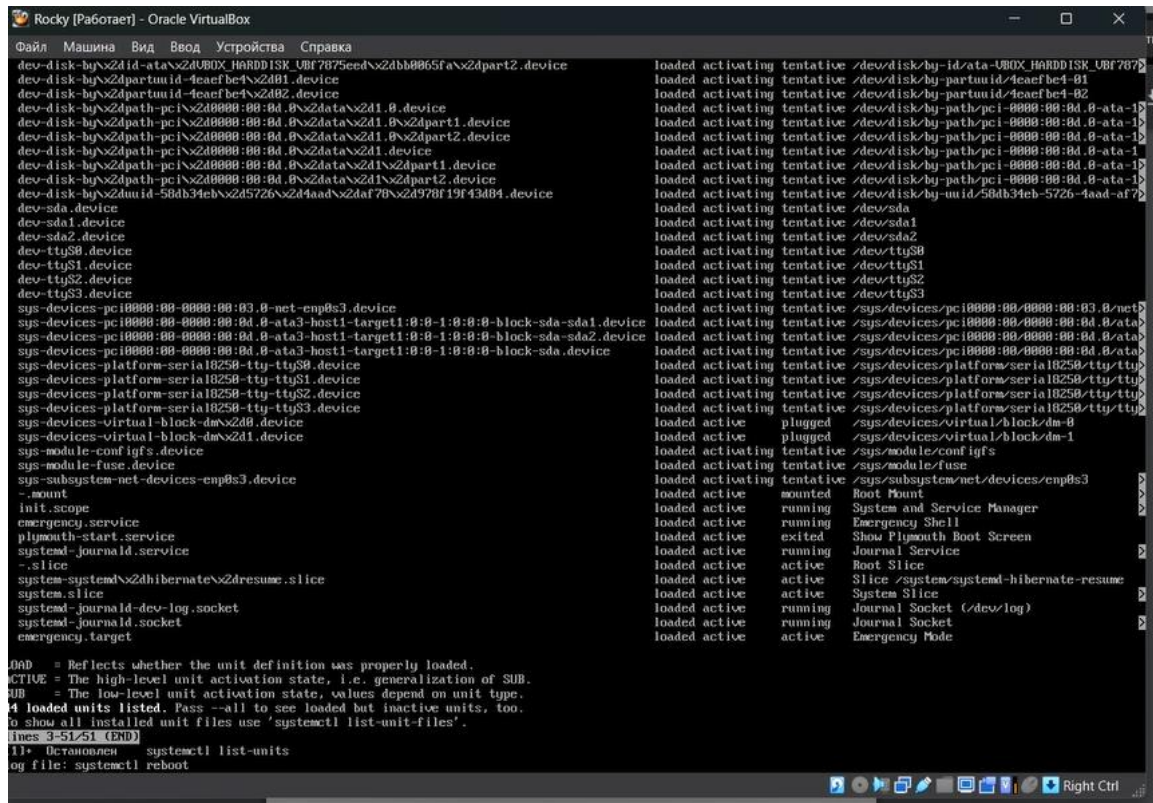 Rocky [Работает] - Oracle VirtualBox
Файл Машина Вид Ввод Устройства Справка
dev-disk-by\x2did-ata\x2dVBOX_HARDDISK_VBf7875eed\x2dbb0065fa\x2dpart2.device loaded activating tentative /dev/disk/by-id/ata-VBOX_HARDDISK_VBf787>
dev-disk-by\x2dpartuuid-4eaefbe4\x2d01.device loaded activating tentative /dev/disk/by-partuuid/4eaefbe4-01
dev-disk-by\x2dpartuuid-4eaefbe4\x2d02.device loaded activating tentative /dev/disk/by-partuuid/4eaefbe4-02
dev-disk-by\x2dpath-pci\x2d0000:00:0d.0\x2data\x2d1.0.device loaded activating tentative /dev/disk/by-path/pci-0000:00:0d.0-ata-1>
dev-disk-by\x2dpath-pci\x2d0000:00:0d.0\x2data\x2d1.0\x2dpart1.device loaded activating tentative /dev/disk/by-path/pci-0000:00:0d.0-ata-1>
dev-disk-by\x2dpath-pci\x2d0000:00:0d.0\x2data\x2d1.0\x2dpart2.device loaded activating tentative /dev/disk/by-path/pci-0000:00:0d.0-ata-1>
dev-disk-by\x2dpath-pci\x2d0000:00:0d.0\x2data\x2d1.device loaded activating tentative /dev/disk/by-path/pci-0000:00:0d.0-ata-1
dev-disk-by\x2dpath-pci\x2d0000:00:0d.0\x2data\x2d1\x2dpart1.device loaded activating tentative /dev/disk/by-path/pci-0000:00:0d.0-ata-1>
dev-disk-by\x2dpath-pci\x2d0000:00:0d.0\x2data\x2d1\x2dpart2.device loaded activating tentative /dev/disk/by-path/pci-0000:00:0d.0-ata-1>
dev-disk-by\x2duuid-58db34eb\x2d5726\x2d4aad\x2daf78\x2d978f19f43d84.device loaded activating tentative /dev/disk/by-uuid/58db34eb-5726-4aad-af7>
dev-sda.device loaded activating tentative /dev/sda
dev-sda1.device loaded activating tentative /dev/sda1
dev-sda2.device loaded activating tentative /dev/sda2
dev-ttyS0.device loaded activating tentative /dev/ttyS0
dev-ttyS1.device loaded activating tentative /dev/ttyS1
dev-ttyS2.device loaded activating tentative /dev/ttyS2
dev-ttyS3.device loaded activating tentative /dev/ttyS3
sys-devices-pci0000:00-0000:00:03.0-net-enp0s3.device loaded activating tentative /sys/devices/pci0000:00/0000:00:03.0/net>
sys-devices-pci0000:00-0000:00:0d.0-ata3-host1-target1:0:0-1:0:0:0-block-sda-sda1.device loaded activating tentative /sys/devices/pci0000:00/0000:00:0d.0/ata>
sys-devices-pci0000:00-0000:00:0d.0-ata3-host1-target1:0:0-1:0:0:0-block-sda-sda2.device loaded activating tentative /sys/devices/pci0000:00/0000:00:0d.0/ata>
sys-devices-pci0000:00-0000:00:0d.0-ata3-host1-target1:0:0-1:0:0:0-block-sda.device loaded activating tentative /sys/devices/pci0000:00/0000:00:0d.0/ata>
sys-devices-platform-serial8250-tty-ttyS0.device loaded activating tentative /sys/devices/platform/serial8250/tty/tty>
sys-devices-platform-serial8250-tty-ttyS1.device loaded activating tentative /sys/devices/platform/serial8250/tty/tty>
sys-devices-platform-serial8250-tty-ttyS2.device loaded activating tentative /sys/devices/platform/serial8250/tty/tty>
sys-devices-platform-serial8250-tty-ttyS3.device loaded activating tentative /sys/devices/platform/serial8250/tty/tty>
sys-devices-virtual-block-dm\x2d0.device loaded active plugged /sys/devices/virtual/block/dm-0
sys-devices-virtual-block-dm\x2d1.device loaded active plugged /sys/devices/virtual/block/dm-1
sys-module-configfs.device loaded activating tentative /sys/module/configfs
sys-module-fuse.device loaded activating tentative /sys/module/fuse
sys-subsystem-net-devices-enp0s3.device loaded activating tentative /sys/subsystem/net/devices/enp0s3 >
-.mount loaded active mounted Root Mount >
init.scope loaded active running System and Service Manager >
emergency.service loaded active running Emergency Shell
plymouth-start.service loaded active exited Show Plymouth Boot Screen
systemd-journald.service loaded active running Journal Service >
-.slice loaded active active Root Slice
system-systemd\x2dhibernate\x2dresume.slice loaded active active Slice /system/systemd-hibernate-resume
system.slice loaded active active System Slice >
systemd-journald-dev-log.socket loaded active running Journal Socket (/dev/log)
systemd-journald.socket loaded active running Journal Socket >
emergency.target loaded active active Emergency Mode
OAD = Reflects whether the unit definition was properly loaded.
CTIVE = The high-level unit activation state, i.e. generalization of SUB.
UB = The low-level unit activation state, values depend on unit type.
4 loaded units listed. Pass --all to see loaded but inactive units, too.
o show all installed unit files use 'systemctl list-unit-files'.
ines 3-51/51 (END)
1]+ Остановлен systemctl list-units
og file: systemctl reboot
Right Ctrl